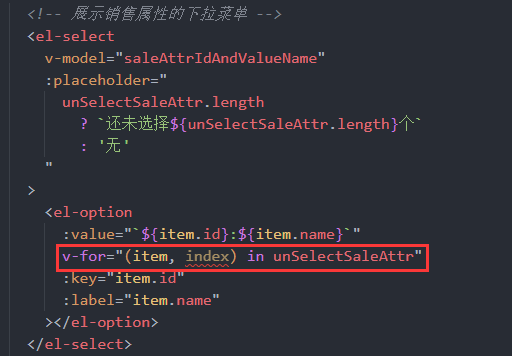 <!-- 展示销售属性的下拉菜单 -->
<el-select
v-model="saleAttrIdAndValueName"
:placeholder="
unSelectSaleAttr.length
? `还未选择${unSelectSaleAttr.length}个`
: '无'
"
>
<el-option
:value="`${item.id}:${item.name}`"
v-for="(item, index) in unSelectSaleAttr"
:key="item.id"
:label="item.name"
></el-option>
</el-select>